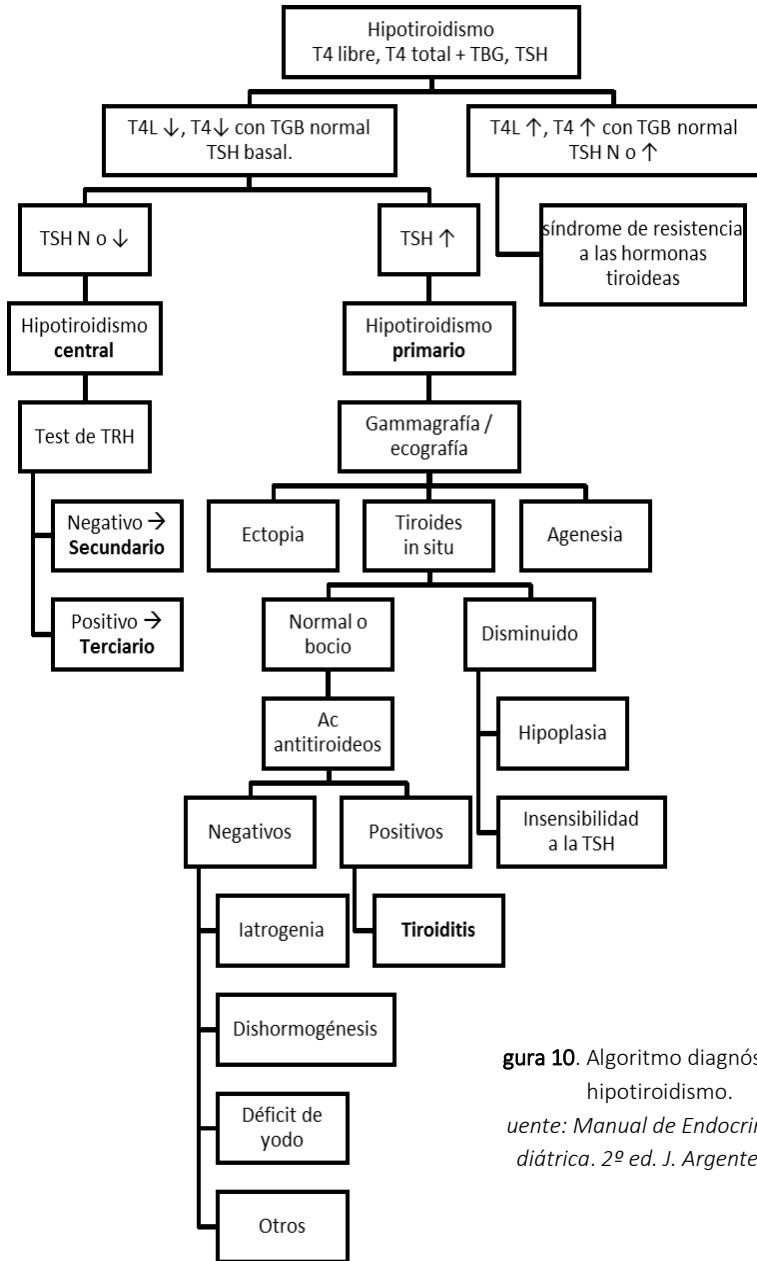 Hipotiroidismo
T4 libre, T4 total + TBG, TSH
T4L ↓, T4↓ con TGB normal
TSH basal.
T4L ↑, T4 ↑ con TGB normal
TSH N o ↑
síndrome de resistencia
a las hormonas
tiroideas
TSH N o ↓
TSH ↑
Hipotiroidismo
central
Hipotiroidismo
primario
Test de TRH
Gammagrafía /
ecografía
Negativo →
Secundario
Positivo →
Terciario
Ectopia
Tiroides
in situ
Agenesia
Normal o
bocio
Disminuido
Ac
antitiroideos
Hipoplasia
Insensibilidad
a la TSH
Negativos
Positivos
Iatrogenia
Tiroiditis
Dishormogénesis
Déficit de
yodo
Otros
gura 10. Algoritmo diagnós
hipotiroidismo.
uente: Manual de Endocri
diátrica. 2º ed. J. Argente